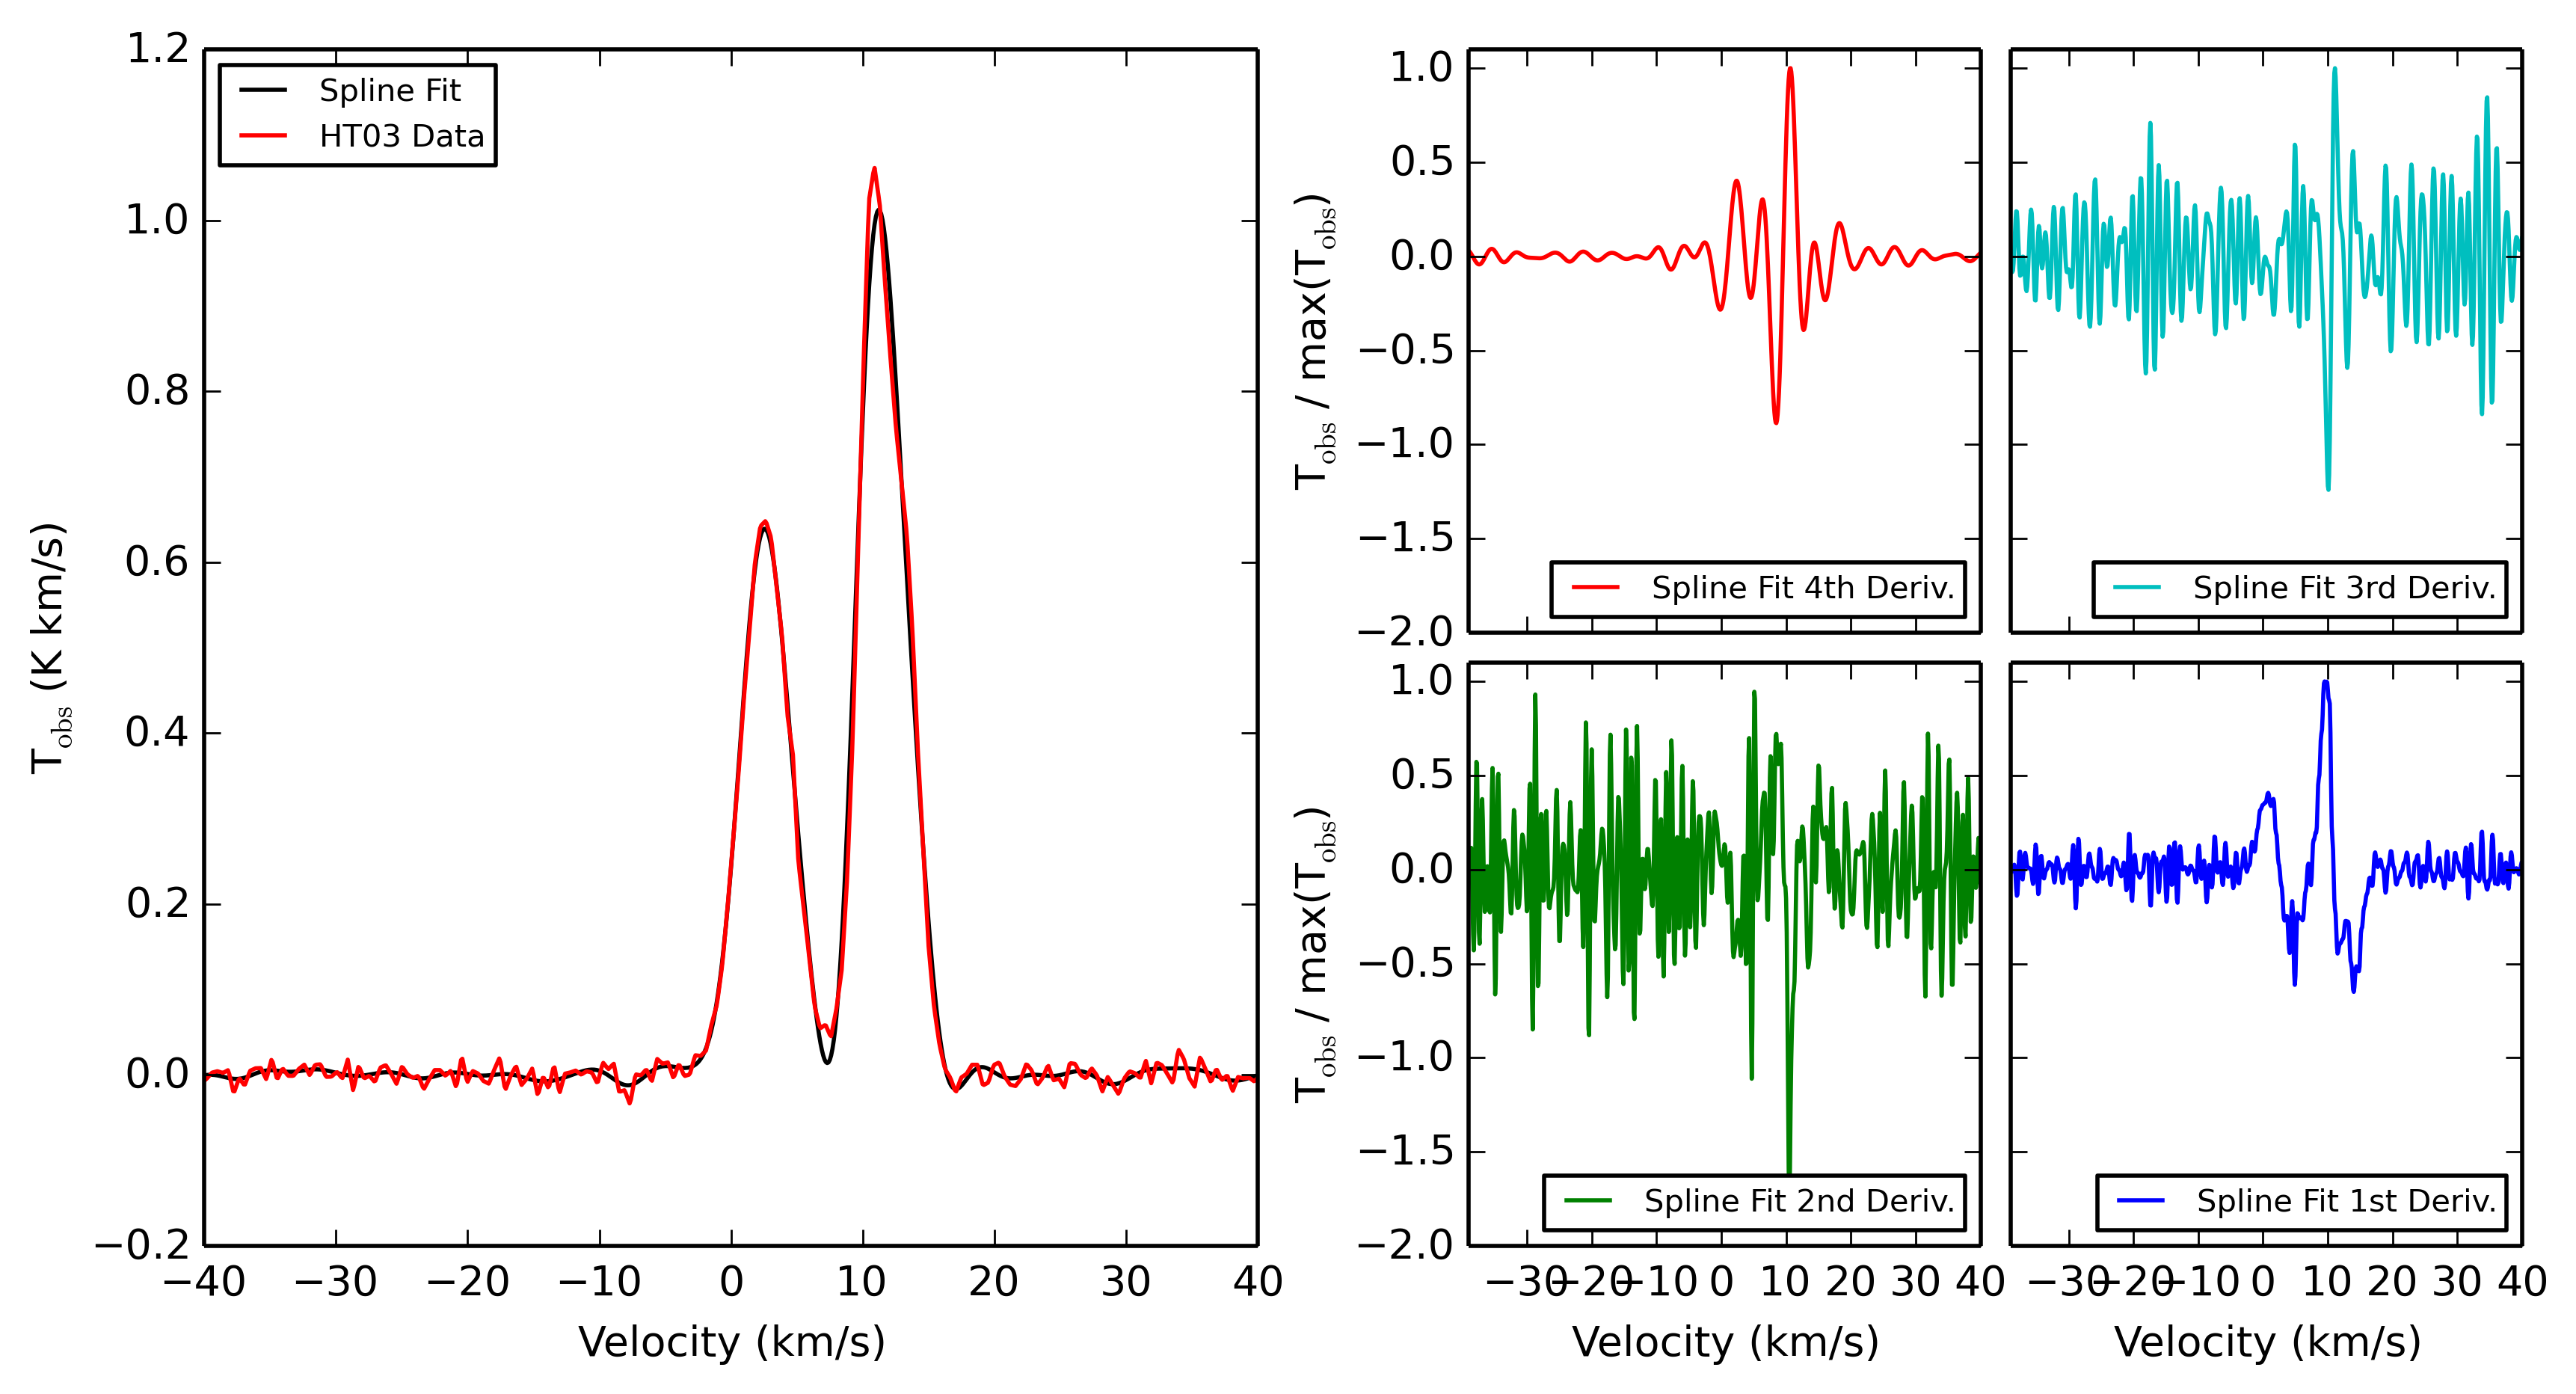 1.2
1.0
0.8
0.6
0.4
0.2
0.0
−0.2
T_obs (K km/s)
Spline Fit
HT03 Data
−40 −30 −20 −10 0 10 20 30 40
Velocity (km/s)
1.0
0.5
0.0
−0.5
−1.0
−1.5
−2.0
T_obs / max(T_obs)
Spline Fit 4th Deriv.
Spline Fit 3rd Deriv.
1.0
0.5
0.0
−0.5
−1.0
−1.5
−2.0
T_obs / max(T_obs)
Spline Fit 2nd Deriv.
Spline Fit 1st Deriv.
−30 −20 −10 0 10 20 30 40
−30 −20 −10 0 10 20 30 40
Velocity (km/s)
Velocity (km/s)